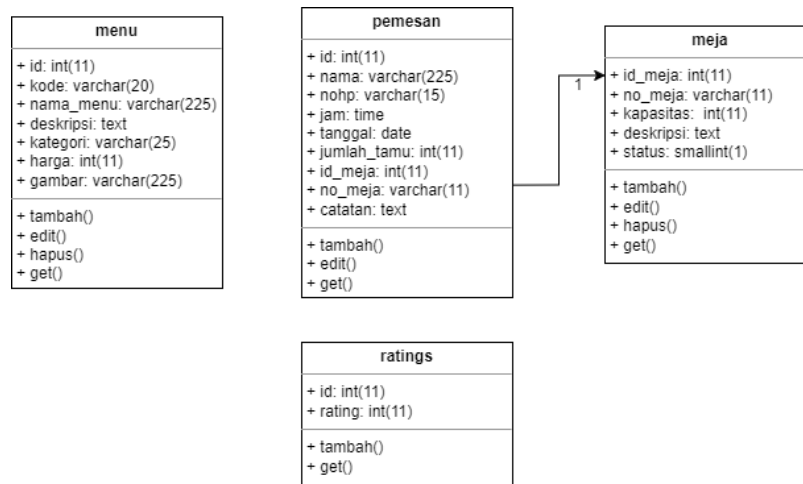 menu
+ id: int(11)
+ kode: varchar(20)
+ nama_menu: varchar(225)
+ deskripsi: text
+ kategori: varchar(25)
+ harga: int(11)
+ gambar: varchar(225)
+ tambah()
+ edit()
+ hapus()
+ get()
pemesan
+ id: int(11)
+ nama: varchar(225)
+ nohp: varchar(15)
+ jam: time
+ tanggal: date
+ jumlah_tamu: int(11)
+ id_meja: int(11)
+ no_meja: varchar(11)
+ catatan: text
+ tambah()
+ edit()
+ get()
1
meja
+ id_meja: int(11)
+ no_meja: varchar(11)
+ kapasitas:  int(11)
+ deskripsi: text
+ status: smallint(1)
+ tambah()
+ edit()
+ hapus()
+ get()
ratings
+ id: int(11)
+ rating: int(11)
+ tambah()
+ get()